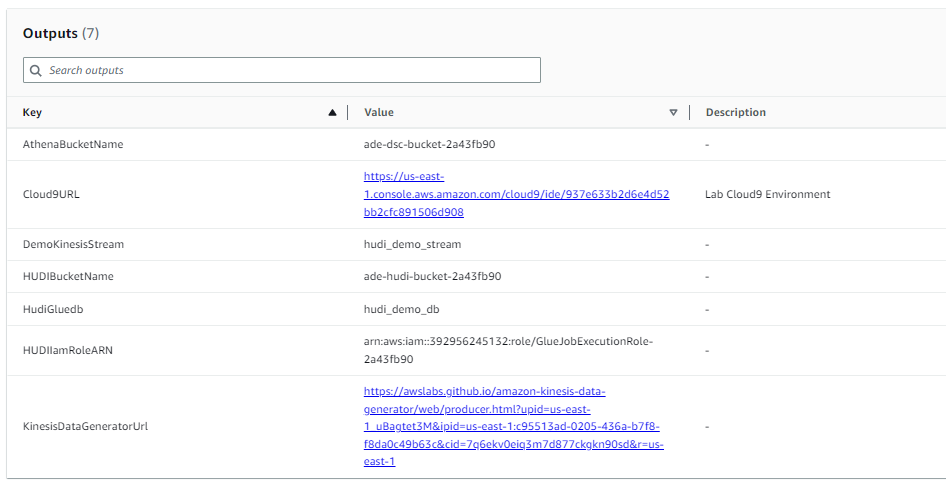 Outputs (7)
Search outputs
Key Value Description
AthenaBucketName ade-dsc-bucket-2a43fb90 -
https://us-east-
Cloud9URL 1.console.aws.amazon.com/cloud9/ide/937e633b2d6e4d52 Lab Cloud9 Environment
bb2cfc891506d908
DemoKinesisStream hudi_demo_stream -
HUDIBucketName ade-hudi-bucket-2a43fb90 -
HudiGluedb hudi_demo_db -
HUDIIamRoleARN arn:aws:iam::392956245132:role/GlueJobExecutionRole- -
2a43fb90
https://awslabs.github.io/amazon-kinesis-data-
generator/web/producer.html?upid=us-east-
KinesisDataGeneratorUrl 1_uBagtet3M&ipid=us-east-1:c95513ad-0205-436a-b7f8- -
f8da0c49b63c&cid=7q6ekv0eiq3m7d877ckgkn90sd&r=us-
east-1